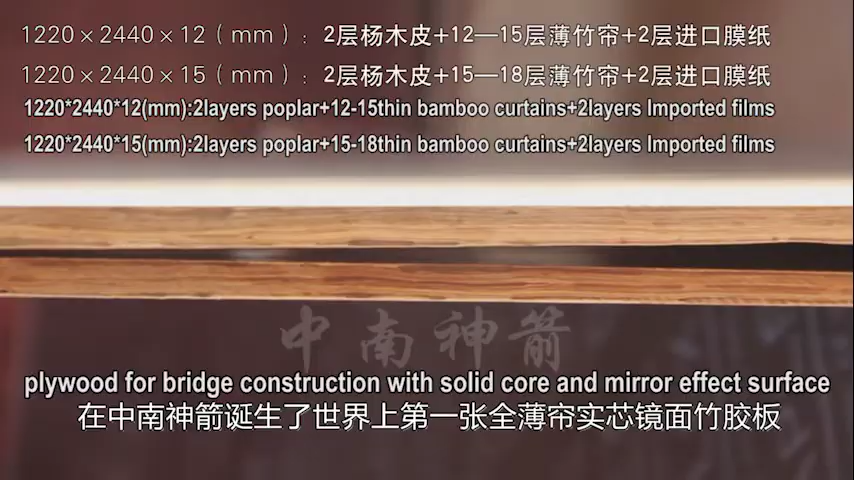 1220×2440×12（mm）：2层杨木皮+12—15层薄竹帘+2层进口膜纸
1220×2440×15（mm）：2层杨木皮+15—18层薄竹帘+2层进口膜纸
1220*2440*12(mm):2layers poplar+12-15thin bamboo curtains+2layers Imported films
1220*2440*15(mm):2layers poplar+15-18thin bamboo curtains+2layers Imported films
中南神箭
plywood for bridge construction with solid core and mirror effect surface
在中南神箭诞生了世界上第一张全薄帘实芯镜面竹胶板